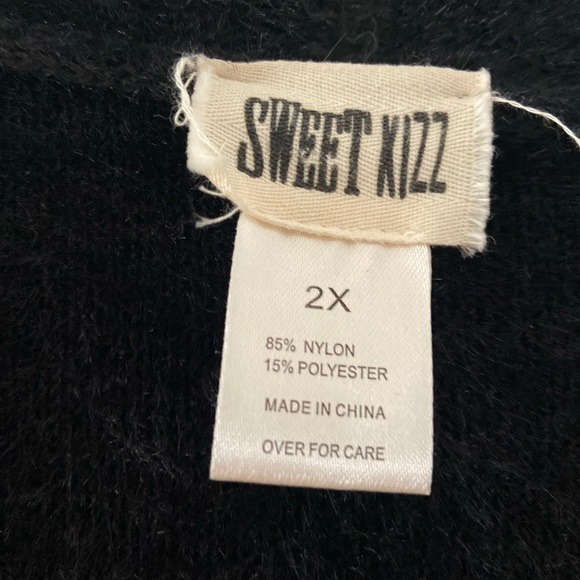 SWEET KIZZ
2X
85% NYLON
15% POLYESTER
MADE IN CHINA
OVER FOR CARE